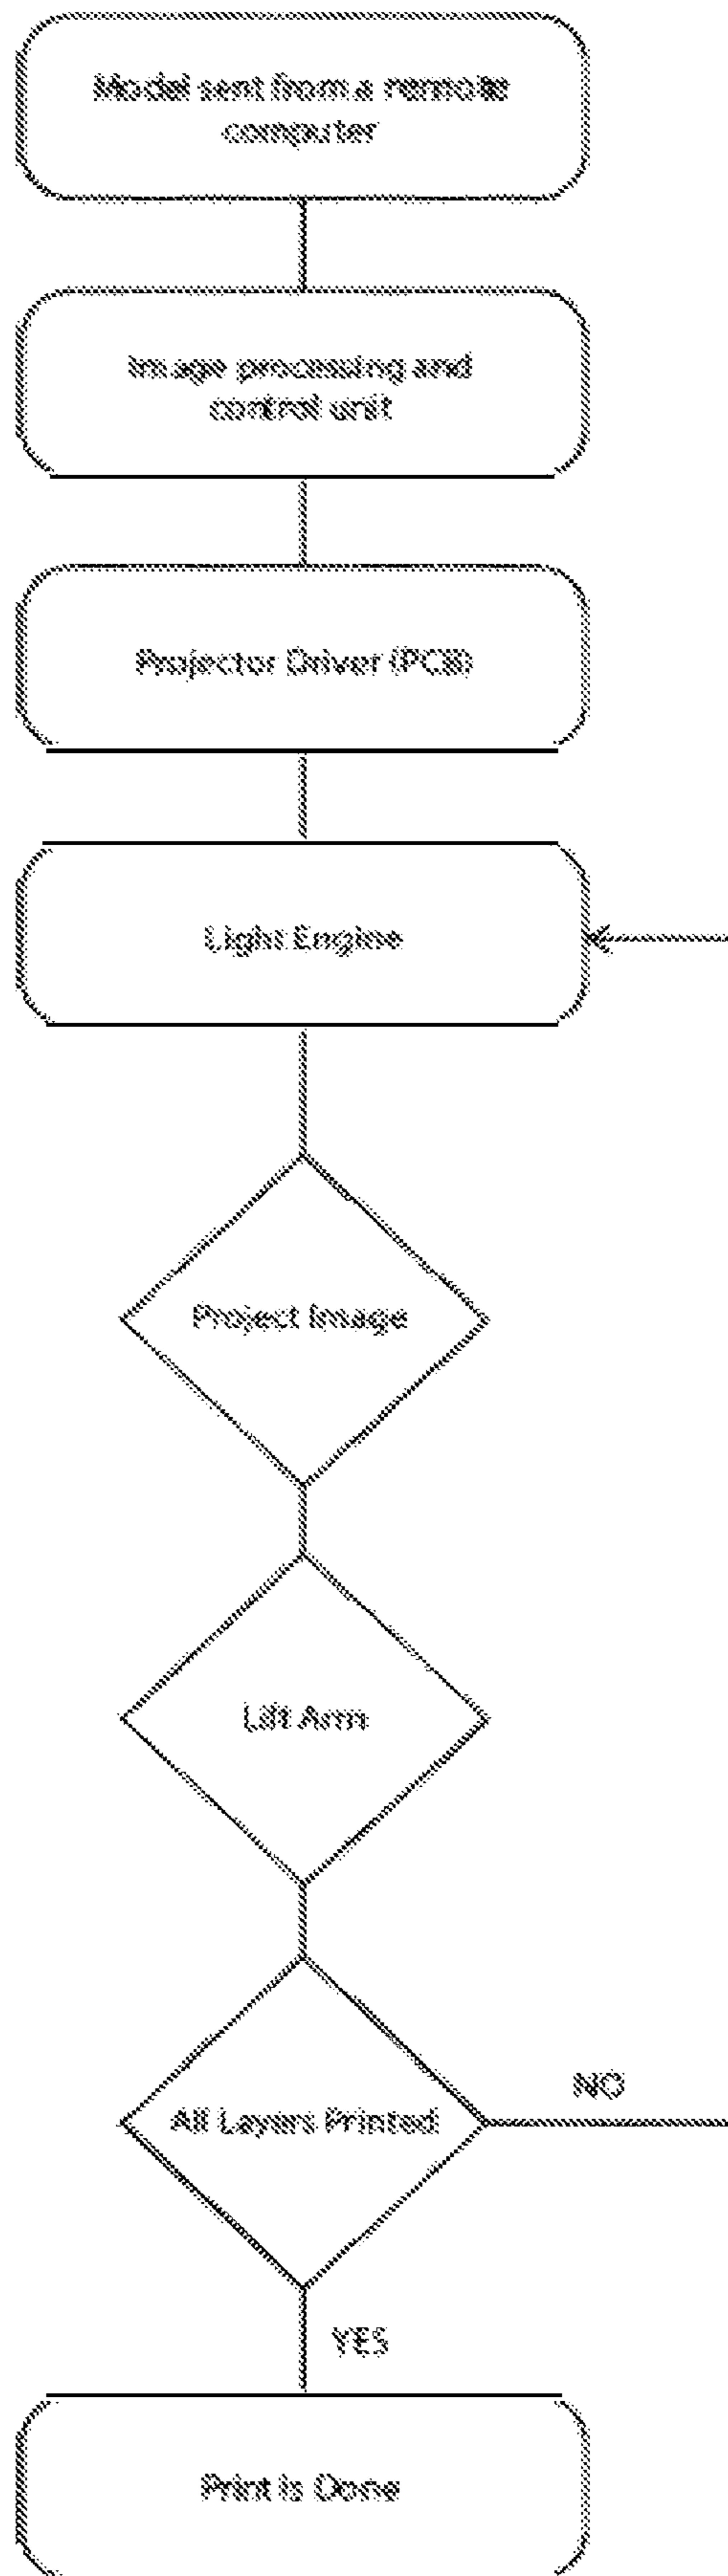 Model sent from a remote
computer
Image processing and
control unit
Projector Driver (PCB)
Light Engine
Project Image
Lift Arm
All Layers Printed
NO
YES
Print is Done